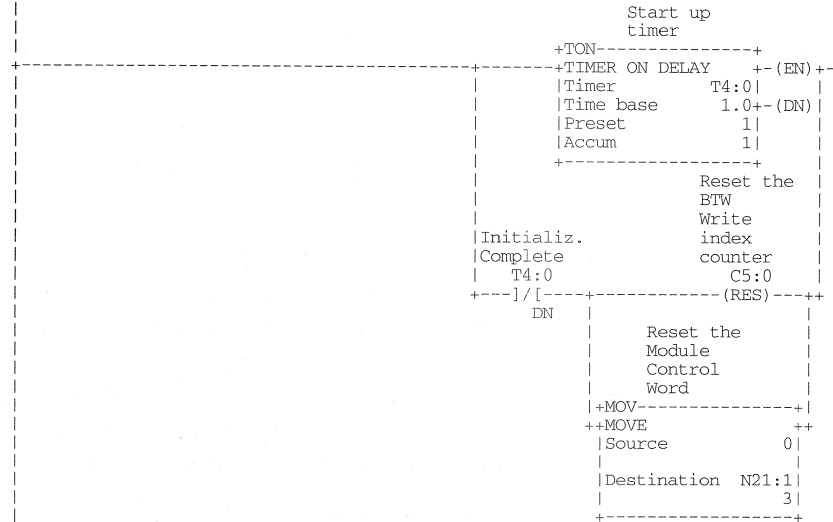 Start up
timer
+TON---------------+
+TIMER ON DELAY +-(EN)+-
|Timer T4:0|
|Time base 1.0+-(DN)|
|Preset 1|
|Accum 1|
Reset the
BTW
Write
|Initializ. index
|Complete counter
| T4:0 C5:0
+---]/[----+------------(RES)---++
DN
Reset the
Module
Control
Word
|+MOV---------------+|
++MOVE ++
|Source 0|
|Destination N21:1|
| 3|
+------------------+